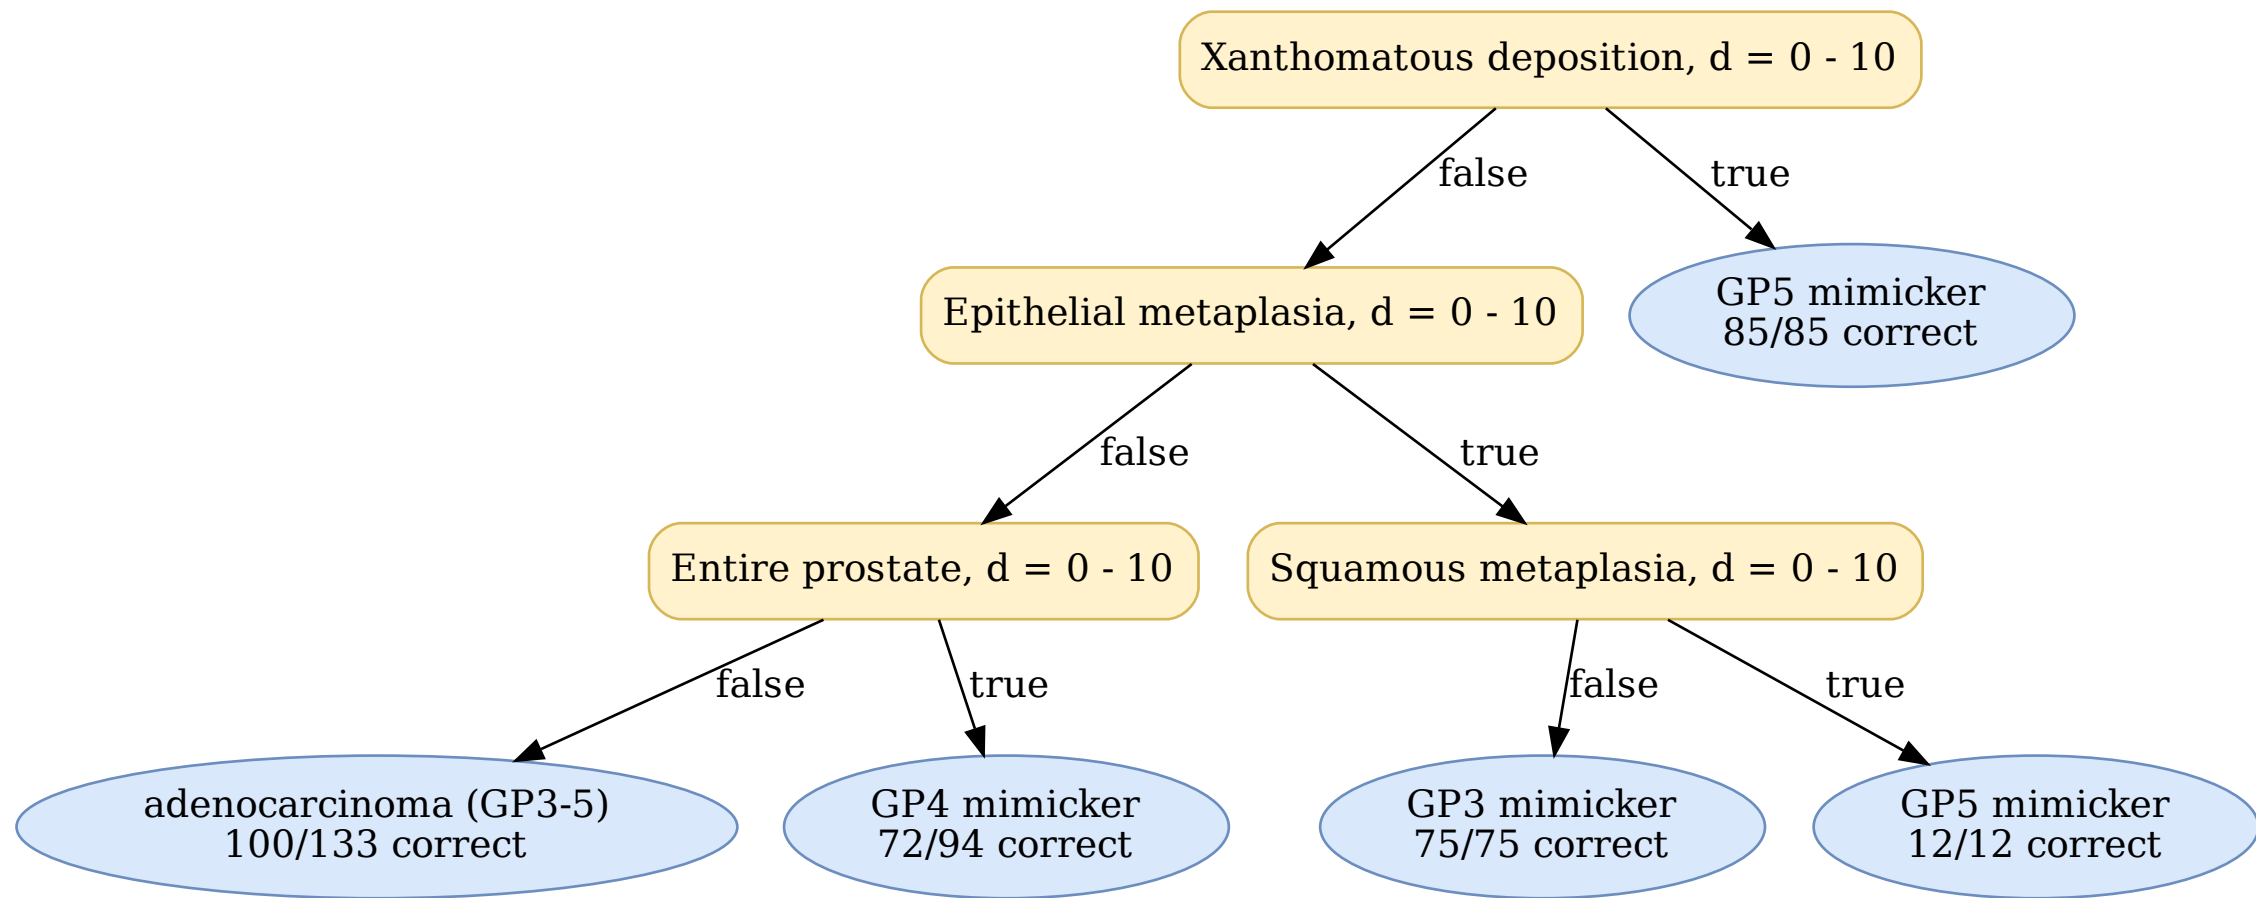 Xanthomatous deposition, d = 0 - 10
false
true
Epithelial metaplasia, d = 0 - 10
GP5 mimicker
85/85 correct
false
true
Entire prostate, d = 0 - 10
Squamous metaplasia, d = 0 - 10
false
true
false
true
adenocarcinoma (GP3-5)
100/133 correct
GP4 mimicker
72/94 correct
GP3 mimicker
75/75 correct
GP5 mimicker
12/12 correct